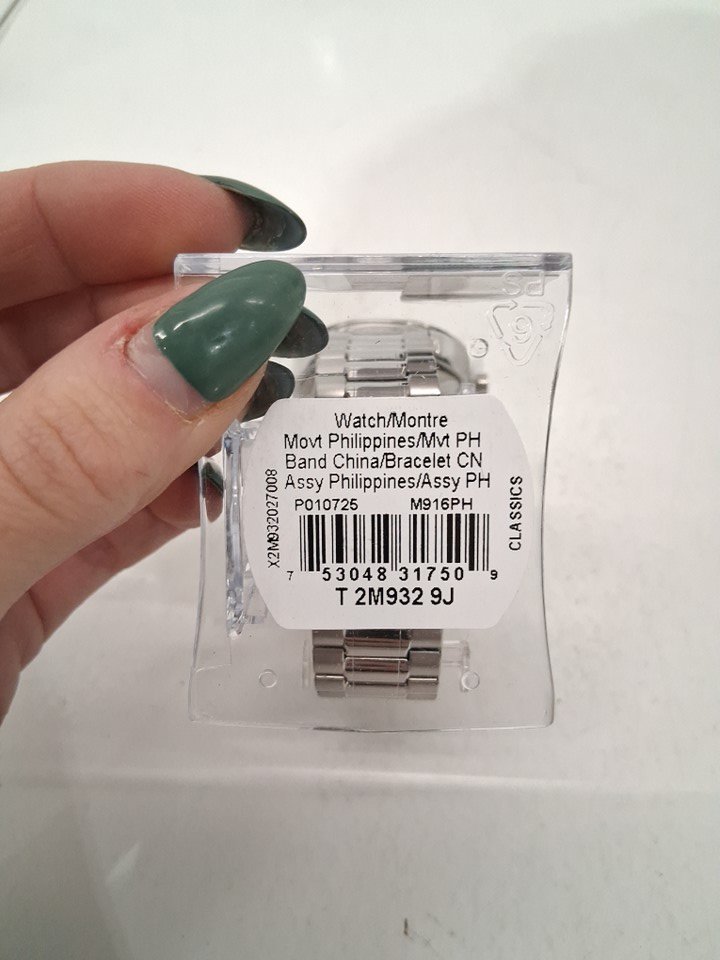 PS
6
Watch/Montre
Movt Philippines/Mvt PH
Band China/Bracelet CN
Assy Philippines/Assy PH
P010725 M916PH
7 53048 31750 9
T 2M932 9J
X2M932027008
CLASSICS